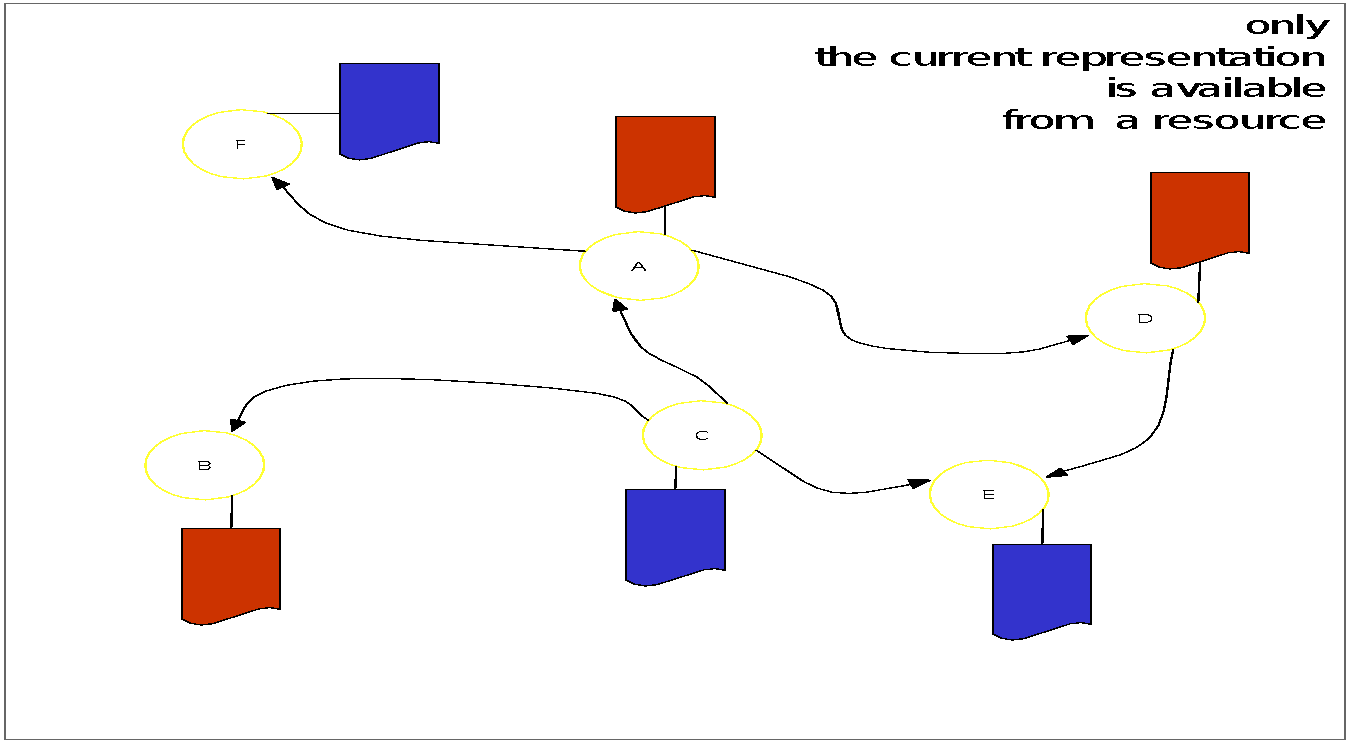 only
the current representation
is available
from a resource
F
A
D
C
B
E